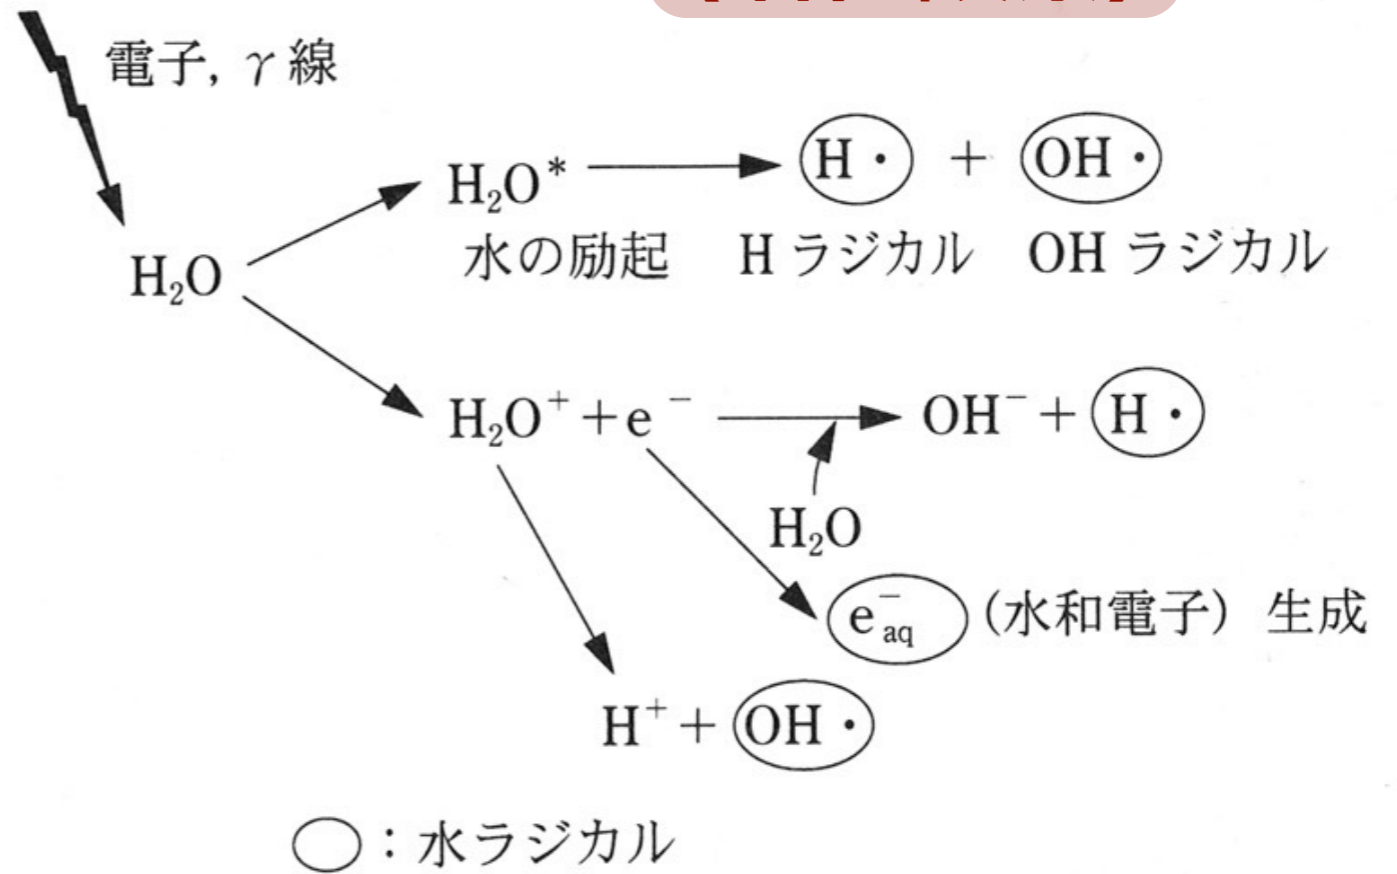 電子, γ線
H₂O* → H・ + OH・
水の励起 Hラジカル OHラジカル
H₂O
H₂O⁺ + e⁻ → OH⁻ + H・
H₂O
e⁻aq (水和電子) 生成
H⁺ + OH・
○：水ラジカル